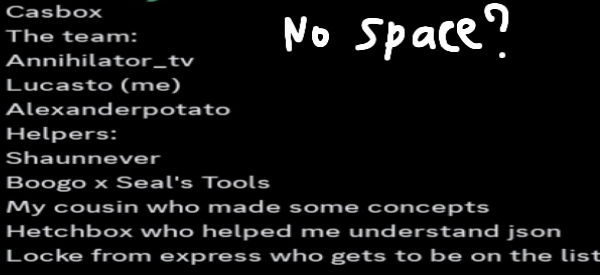 Casbox
No space?
The team:
Annihilator_tv
Lucasto (me)
Alexanderpotato
Helpers:
Shaunnever
Boogo x Seal's Tools
My cousin who made some concepts
Hetchbox who helped me understand json
Locke from express who gets to be on the list